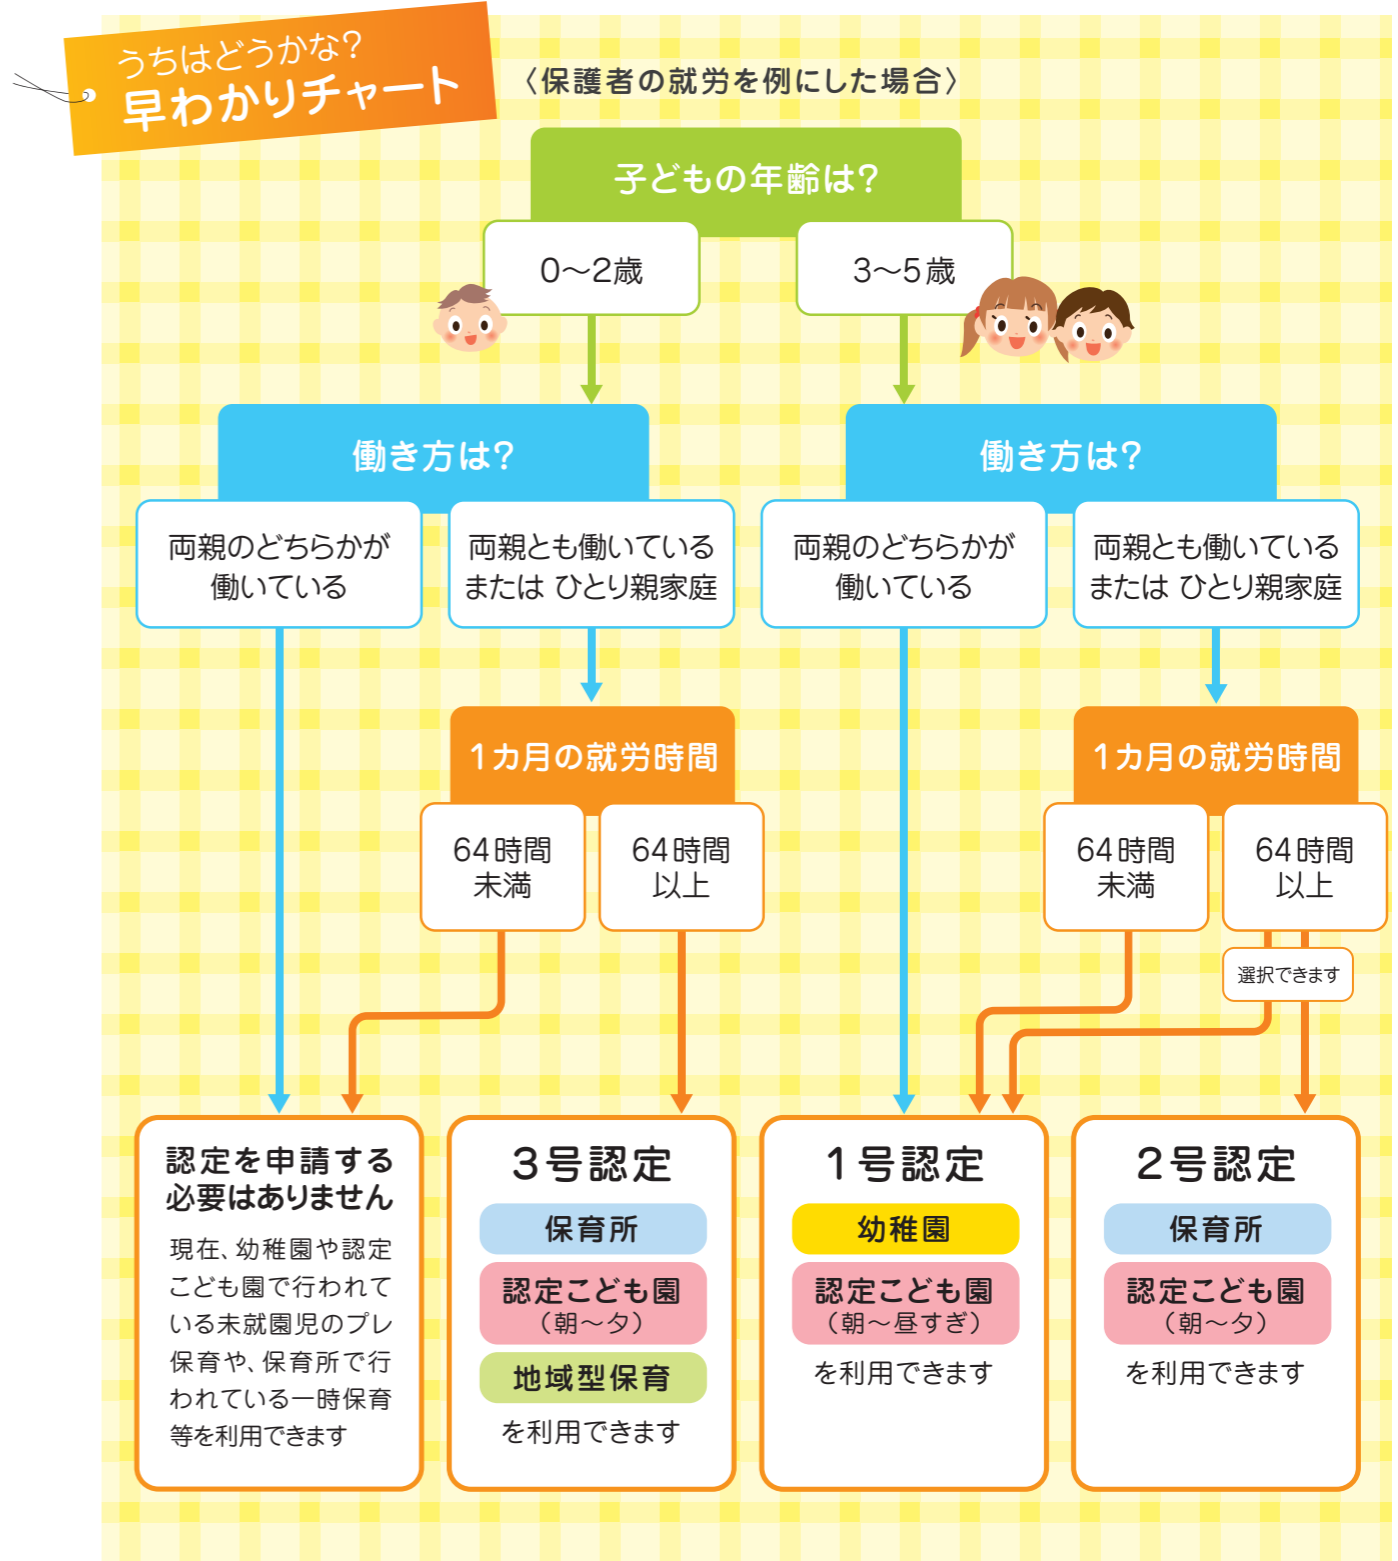 うちはどうかな？
早わかりチャート
〈保護者の就労を例にした場合〉
子どもの年齢は？
0～2歳
3～5歳
働き方は？
働き方は？
両親のどちらかが
働いている
両親とも働いている
または ひとり親家庭
両親のどちらかが
働いている
両親とも働いている
または ひとり親家庭
1カ月の就労時間
1カ月の就労時間
64時間
未満
64時間
以上
64時間
未満
64時間
以上
選択できます
認定を申請する
必要はありません
現在、幼稚園や認定
こども園で行われて
いる未就園児のプレ
保育や、保育所で行
われている一時保育
等を利用できます
3号認定
保育所
認定こども園
（朝～夕）
地域型保育
を利用できます
1号認定
幼稚園
認定こども園
（朝～昼すぎ）
を利用できます
2号認定
保育所
認定こども園
（朝～夕）
を利用できます